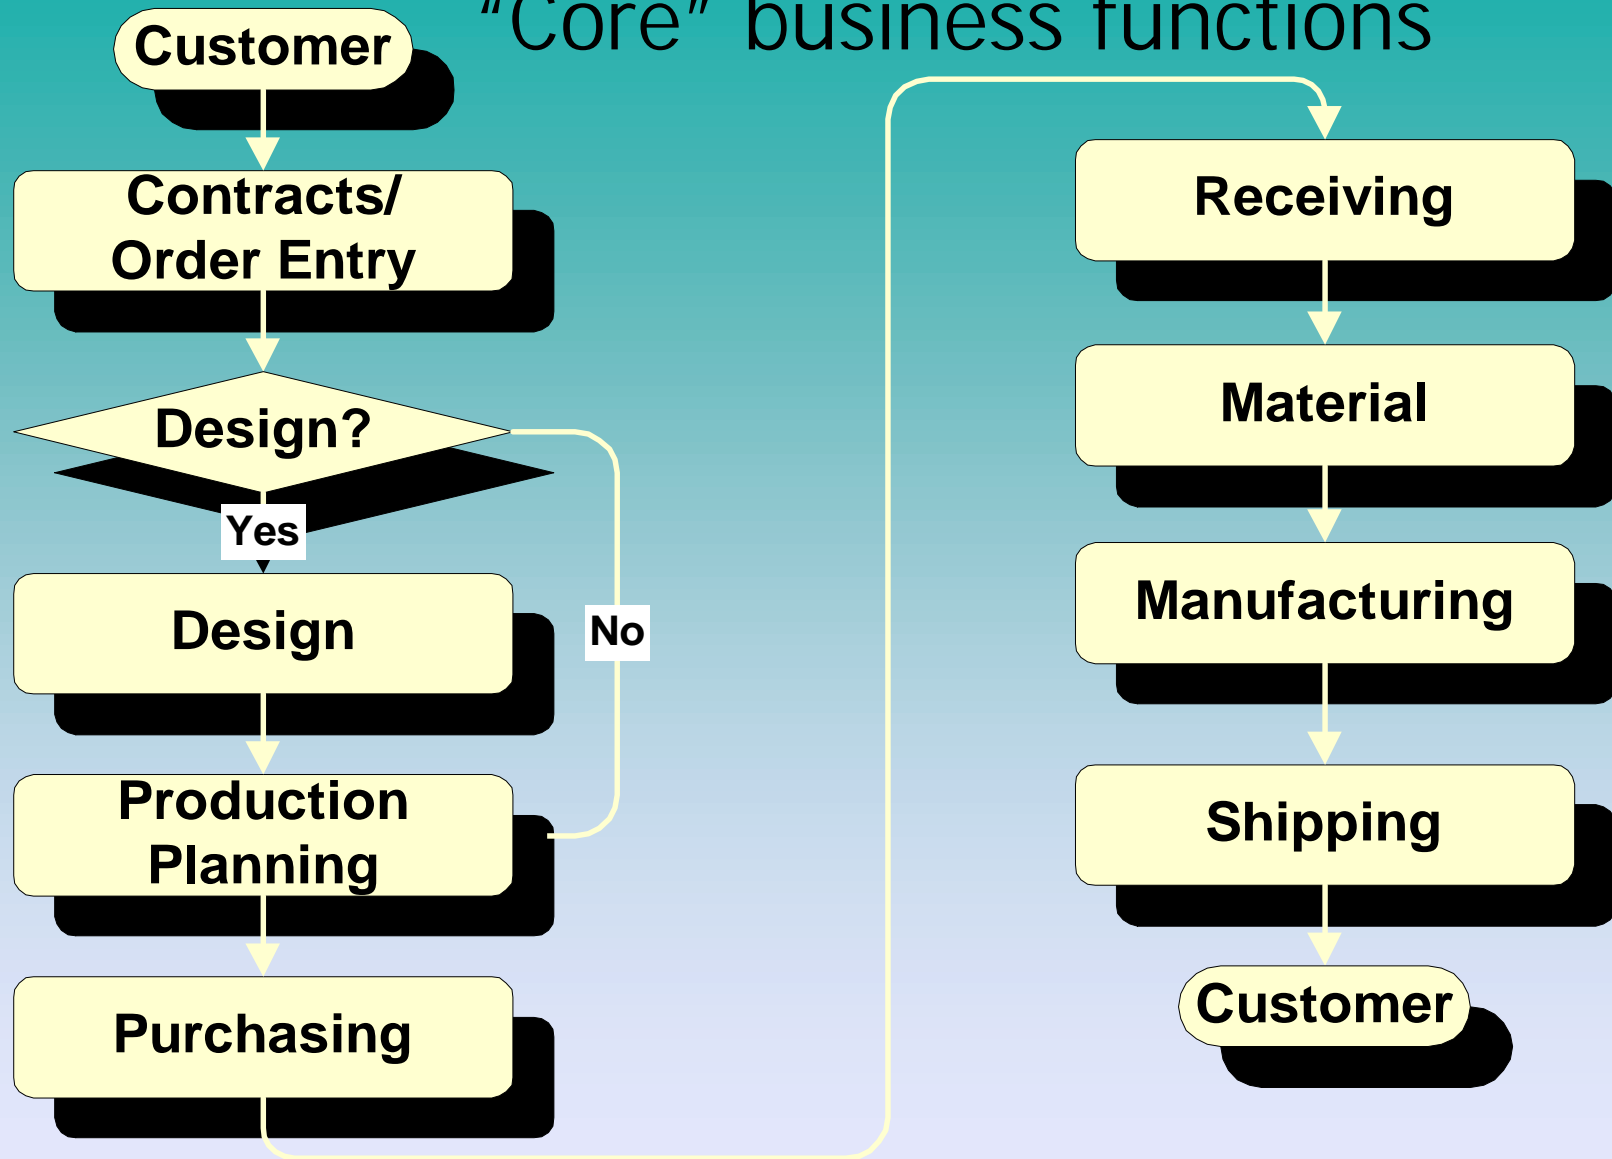 “Core” business functions
Customer
Contracts/
Order Entry
Design?
Yes
Design
No
Production
Planning
Purchasing
Receiving
Material
Manufacturing
Shipping
Customer